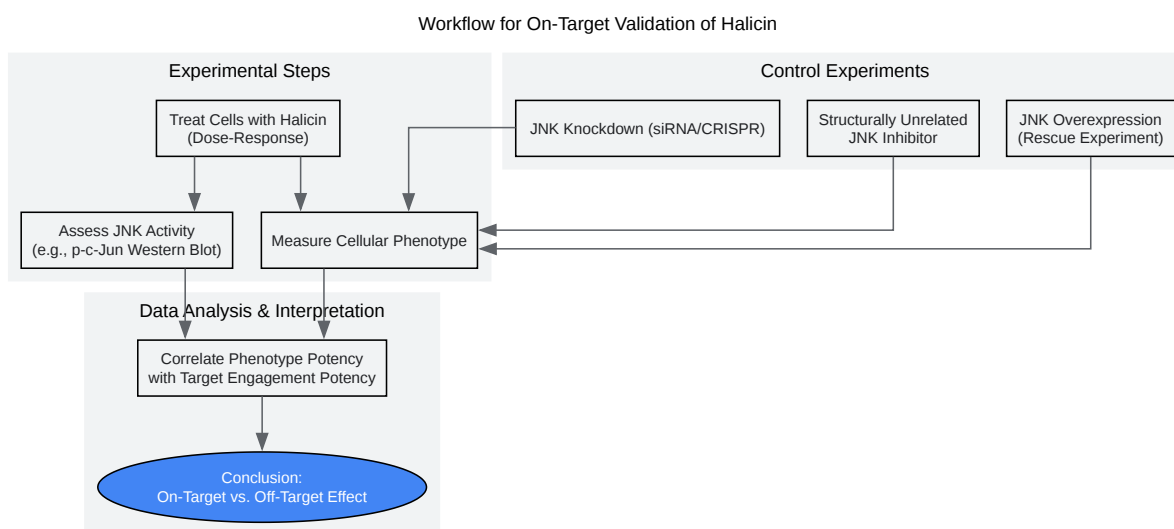 Workflow for On-Target Validation of Halicin
Experimental Steps
Control Experiments
Treat Cells with Halicin
(Dose-Response)
JNK Knockdown (siRNA/CRISPR)
Structurally Unrelated
JNK Inhibitor
JNK Overexpression
(Rescue Experiment)
Assess JNK Activity
(e.g., p-c-Jun Western Blot)
Measure Cellular Phenotype
Data Analysis & Interpretation
Correlate Phenotype Potency
with Target Engagement Potency
Conclusion:
On-Target vs. Off-Target Effect